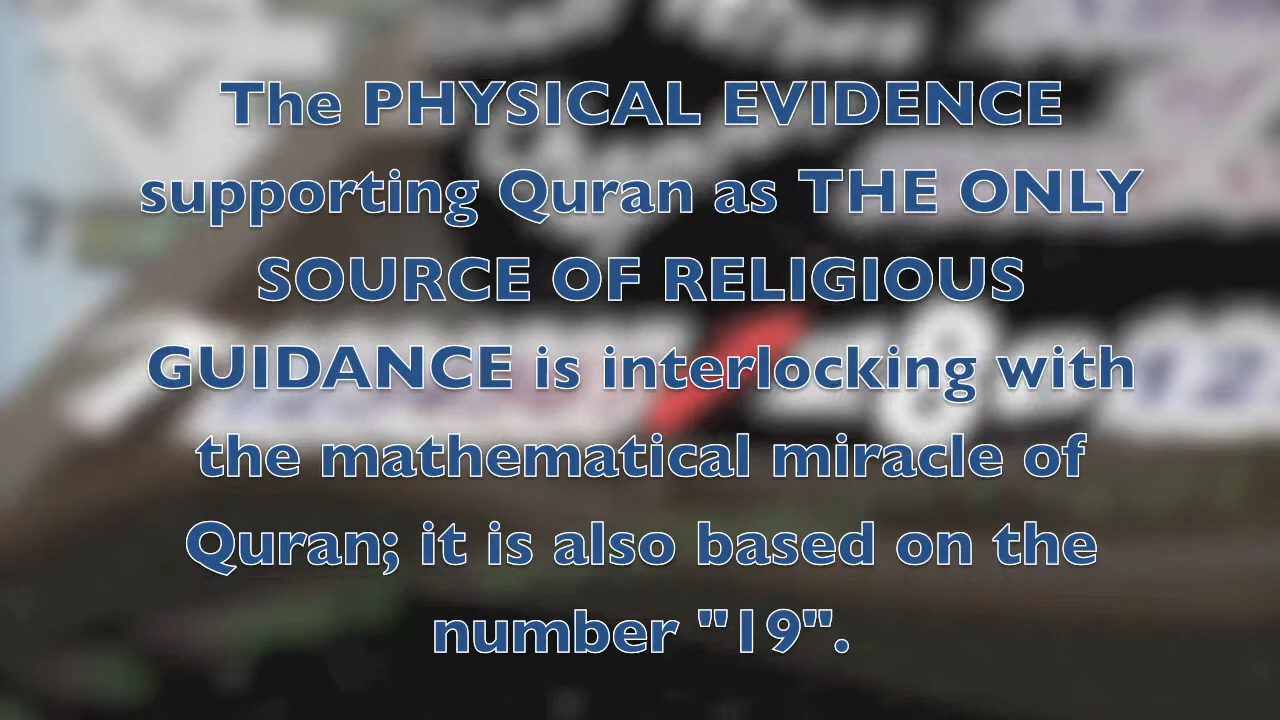 The PHYSICAL EVIDENCE
supporting Quran as THE ONLY
SOURCE OF RELIGIOUS
GUIDANCE is interlocking with
the mathematical miracle of
Quran; it is also based on the
number "19".